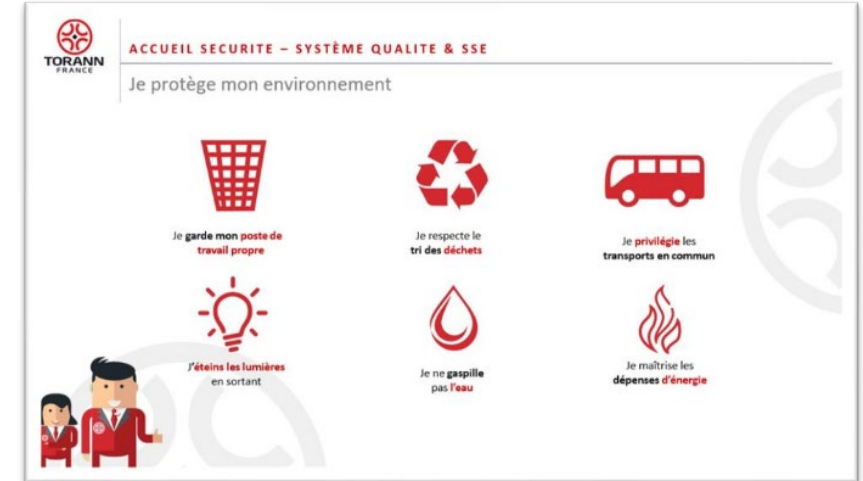 TORANN
FRANCE
ACCUEIL SECURITE – SYSTÈME QUALITE & SSE
Je protège mon environnement
Je garde mon poste de
travail propre
Je respecte le
tri des déchets
Je privilégie les
transports en commun
J'éteins les lumières
en sortant
Je ne gaspille
pas l'eau
Je maîtrise les
dépenses d'énergie